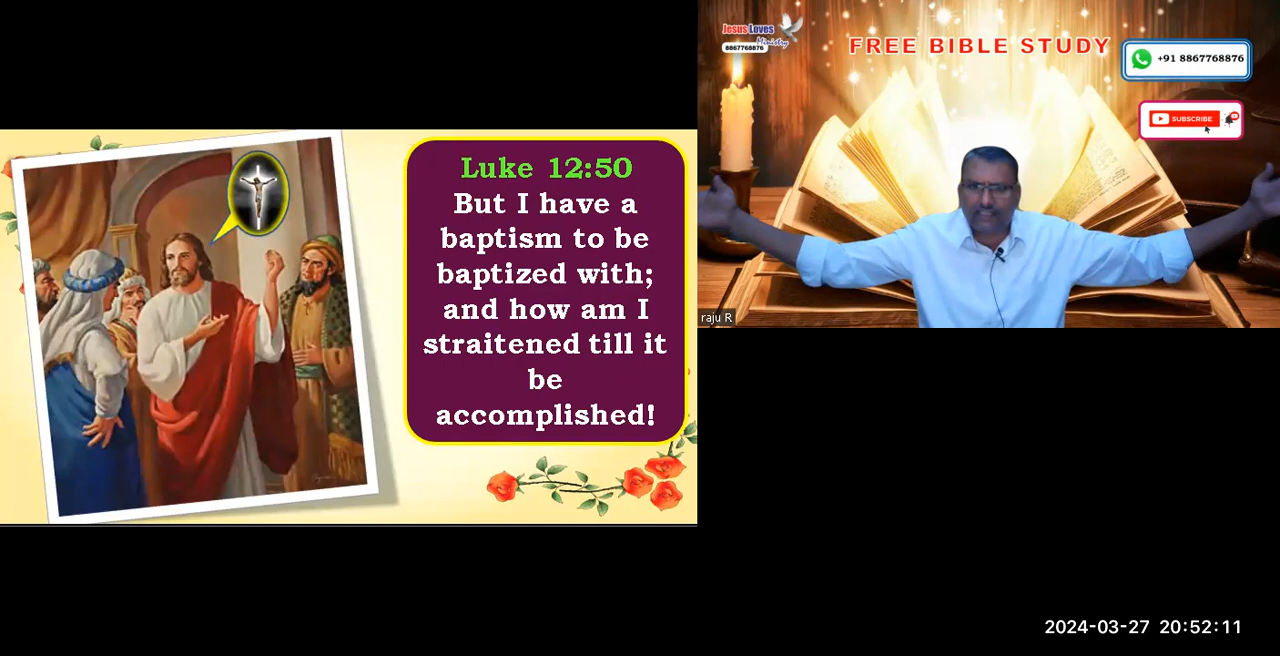 Luke 12:50
But I have a
baptism to be
baptized with;
and how am I
straitened till it
be
accomplished!
Jesus Loves
Ministry
8867768876
FREE BIBLE STUDY
+91 8867768876
SUBSCRIBE
raju R
2024-03-27 20:52:11